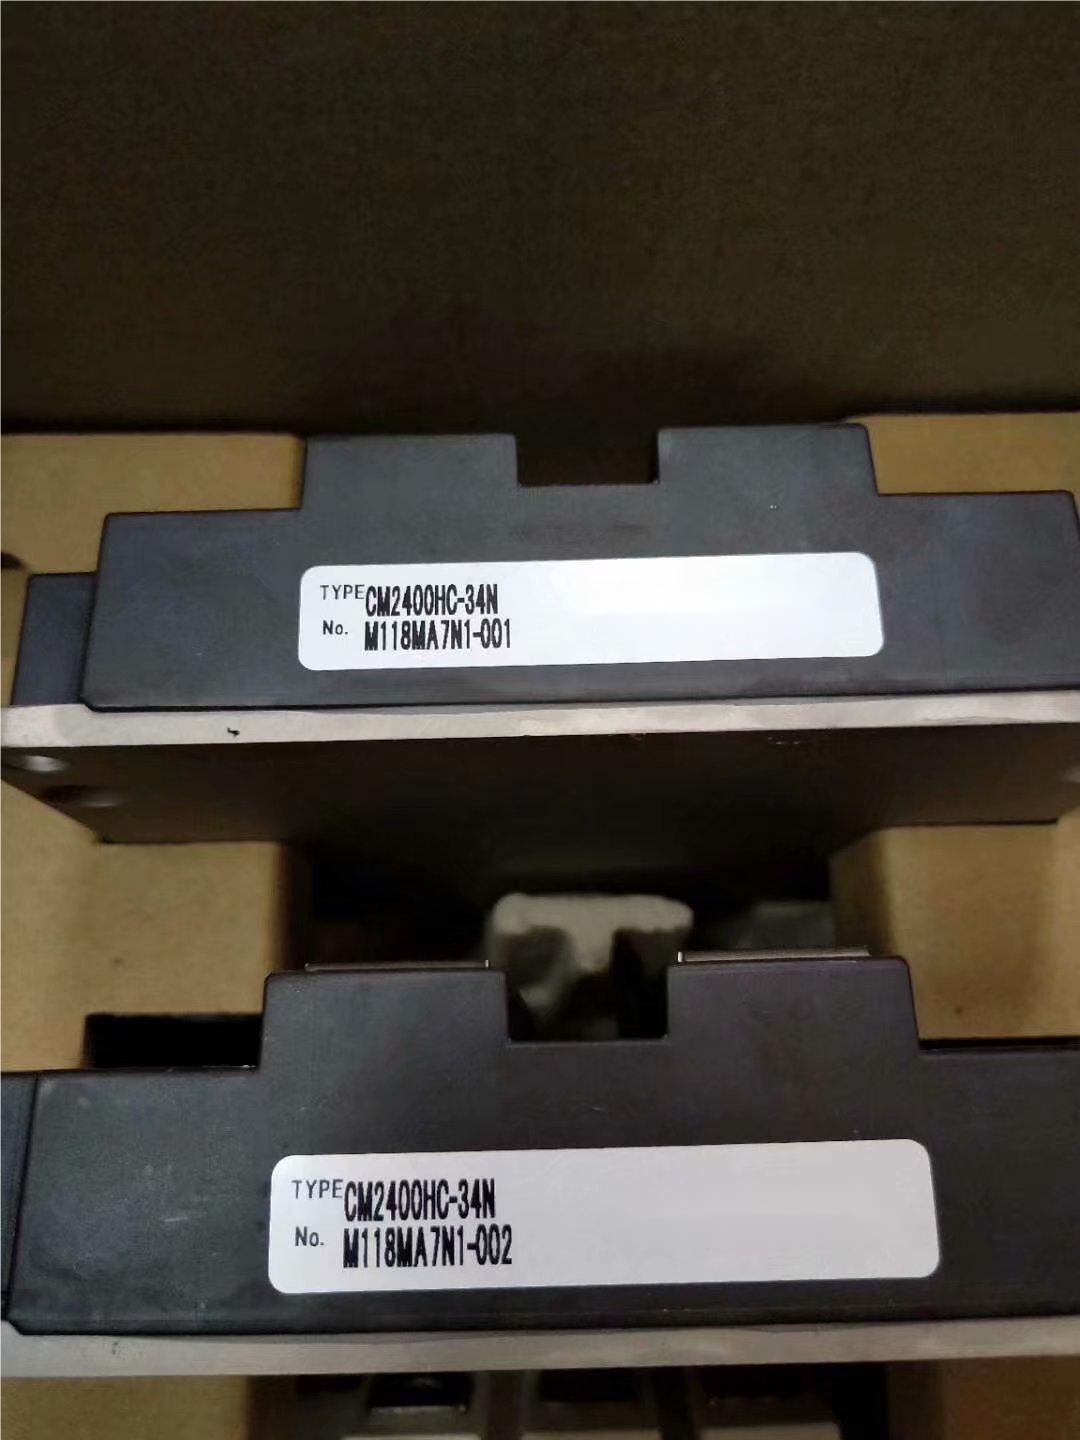 TYPE CM2400HC-34N
No. M118MA7N1-001
TYPE CM2400HC-34N
No. M118MA7N1-002